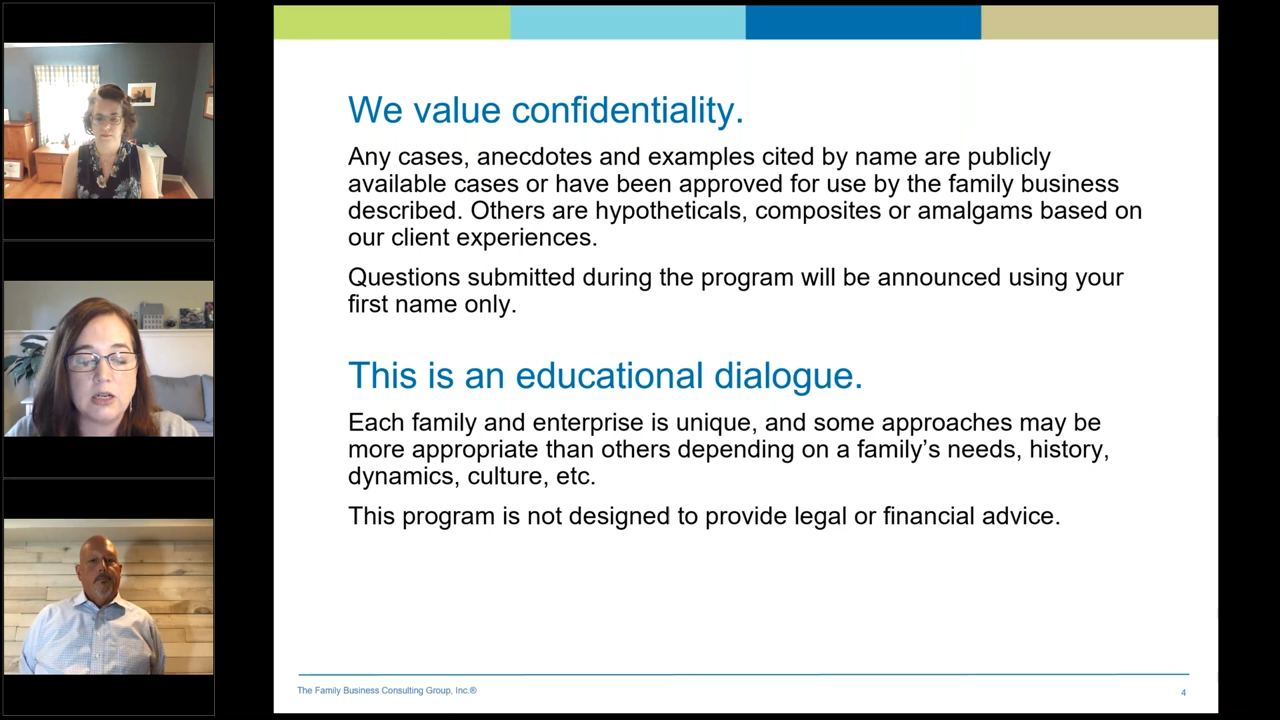 We value confidentiality.
Any cases, anecdotes and examples cited by name are publicly
available cases or have been approved for use by the family business
described. Others are hypotheticals, composites or amalgams based on
our client experiences.
Questions submitted during the program will be announced using your
first name only.
This is an educational dialogue.
Each family and enterprise is unique, and some approaches may be
more appropriate than others depending on a family’s needs, history,
dynamics, culture, etc.
This program is not designed to provide legal or financial advice.
The Family Business Consulting Group, Inc.®
4